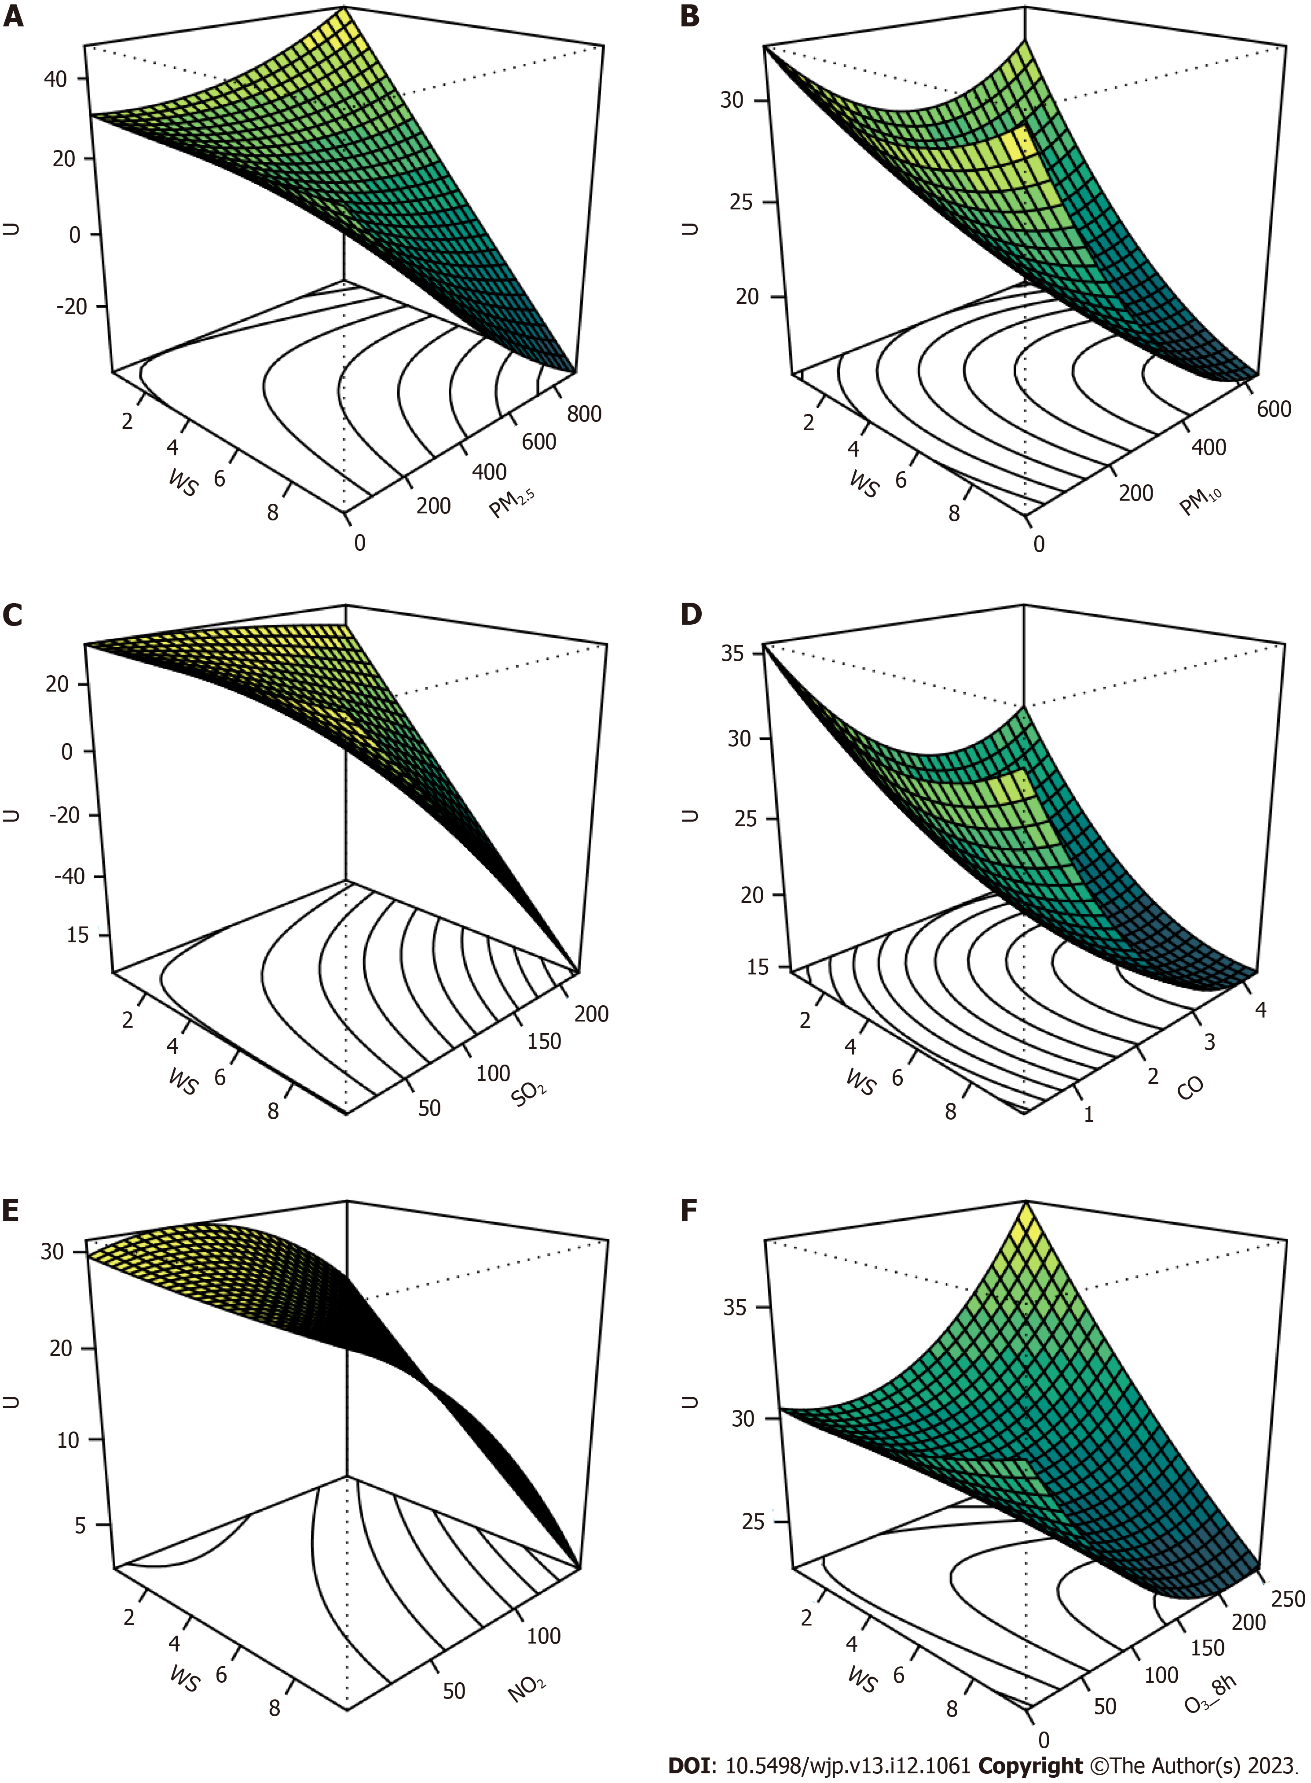 A
40
20
0
-20
U
2
4
6
8
WS
0
200
400
600
800
PM2.5
B
30
25
20
U
2
4
6
8
WS
0
200
400
600
PM10
C
20
0
-20
-40
15
U
2
4
6
8
WS
50
100
150
200
SO2
D
35
30
25
20
15
U
2
4
6
8
WS
1
2
3
4
CO
E
30
20
10
5
U
2
4
6
8
WS
50
100
NO2
F
35
30
25
U
2
4
6
8
WS
0
50
100
150
200
250
O3_8h
DOI: 10.5498/wjp.v13.i12.1061 Copyright ©The Author(s) 2023.